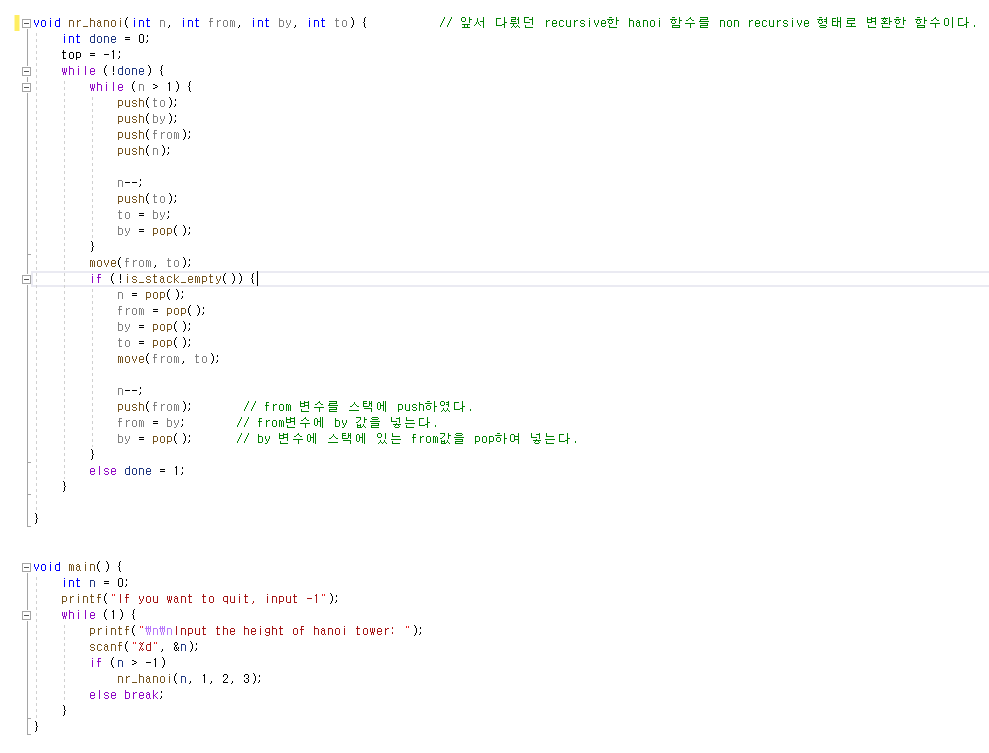 void nr_hanoi(int n, int from, int by, int to) { // 앞서 다뤘던 recursive한 hanoi 함수를 non recursive 형태로 변환한 함수이다.
int done = 0;
top = -1;
while (!done) {
while (n > 1) {
push(to);
push(by);
push(from);
push(n);
n--;
push(to);
to = by;
by = pop();
}
move(from, to);
if (!is_stack_empty()) {
n = pop();
from = pop();
by = pop();
to = pop();
move(from, to);
n--;
push(from); // from 변수를 스택에 push하였다.
from = by; // from변수에 by 값을 넣는다.
by = pop(); // by 변수에 스택에 있는 from값을 pop하여 넣는다.
}
else done = 1;
}
}
void main() {
int n = 0;
printf("If you want to quit, input -1");
while (1) {
printf("₩n₩nInput the height of hanoi tower: ");
scanf("%d", &n);
if (n > -1)
nr_hanoi(n, 1, 2, 3);
else break;
}
}